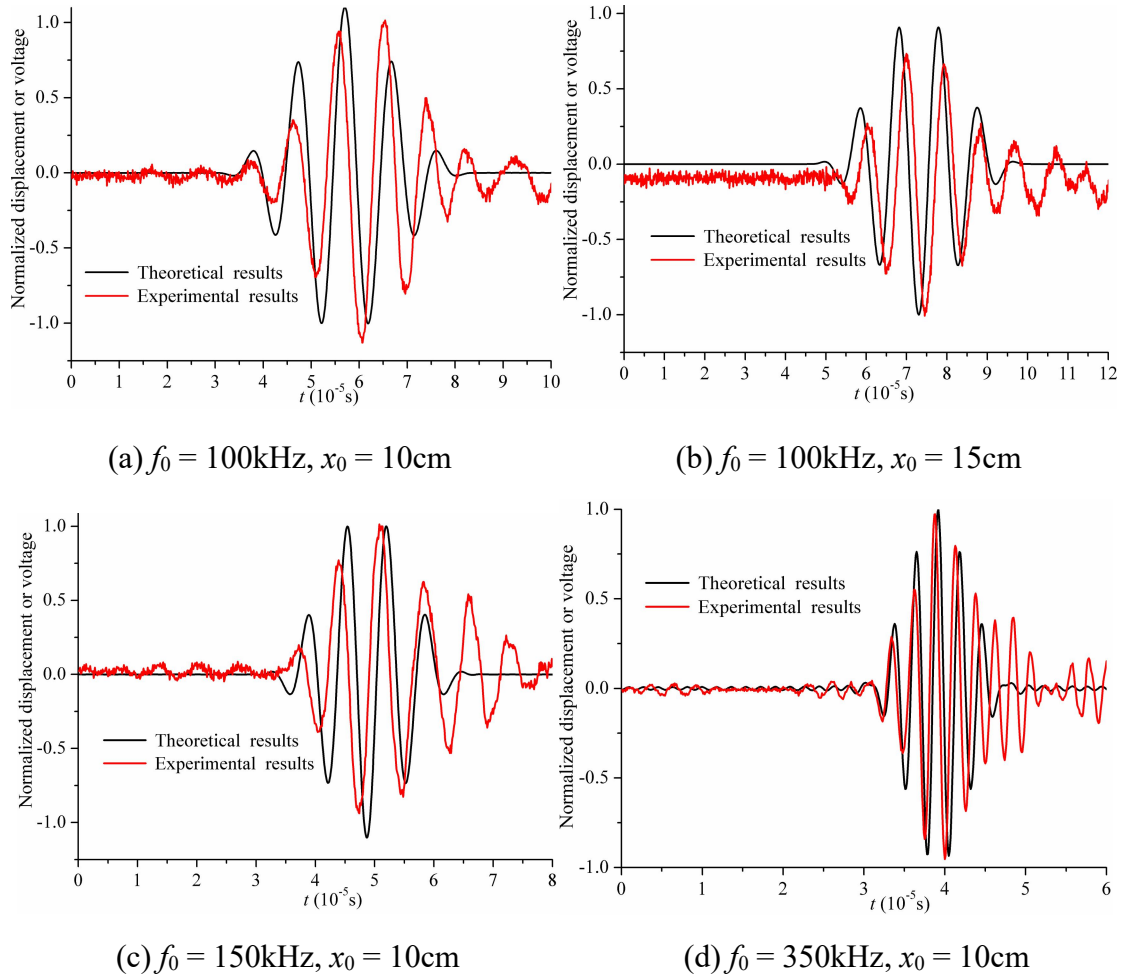 Normalized displacement or voltage
1.0
0.5
0.0
-0.5
-1.0
Theoretical results
Experimental results
0 1 2 3 4 5 6 7 8 9 10
t (10-5s)
(a) f0 = 100kHz, x0 = 10cm
Normalized displacement or voltage
1.0
0.5
0.0
-0.5
-1.0
Theoretical results
Experimental results
0 1 2 3 4 5 6 7 8 9 10 11 12
t (10-5s)
(b) f0 = 100kHz, x0 = 15cm
Normalized displacement or voltage
1.0
0.5
0.0
-0.5
-1.0
Theoretical results
Experimental results
0 1 2 3 4 5 6 7 8
t (10-5s)
(c) f0 = 150kHz, x0 = 10cm
Normalized displacement or voltage
1.0
0.5
0.0
-0.5
-1.0
Theoretical results
Experimental results
0 1 2 3 4 5 6
t (10-5s)
(d) f0 = 350kHz, x0 = 10cm